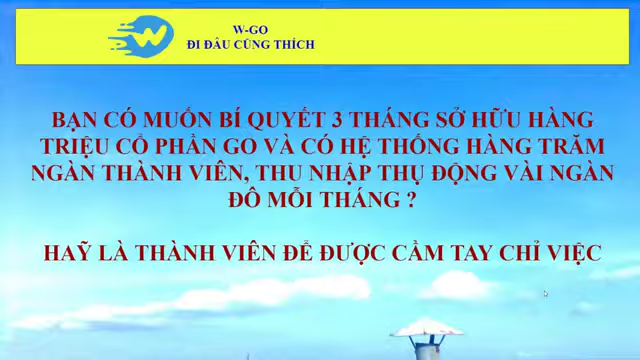 W
W-GO
ĐI ĐÂU CŨNG THÍCH
BẠN CÓ MUỐN BÍ QUYẾT 3 THÁNG SỞ HỮU HÀNG
TRIỆU CỔ PHẦN GO VÀ CÓ HỆ THỐNG HÀNG TRĂM
NGÀN THÀNH VIÊN, THU NHẬP THỤ ĐỘNG VÀI NGÀN
ĐÔ MỖI THÁNG ?
HAỸ LÀ THÀNH VIÊN ĐỂ ĐƯỢC CẦM TAY CHỈ VIỆC